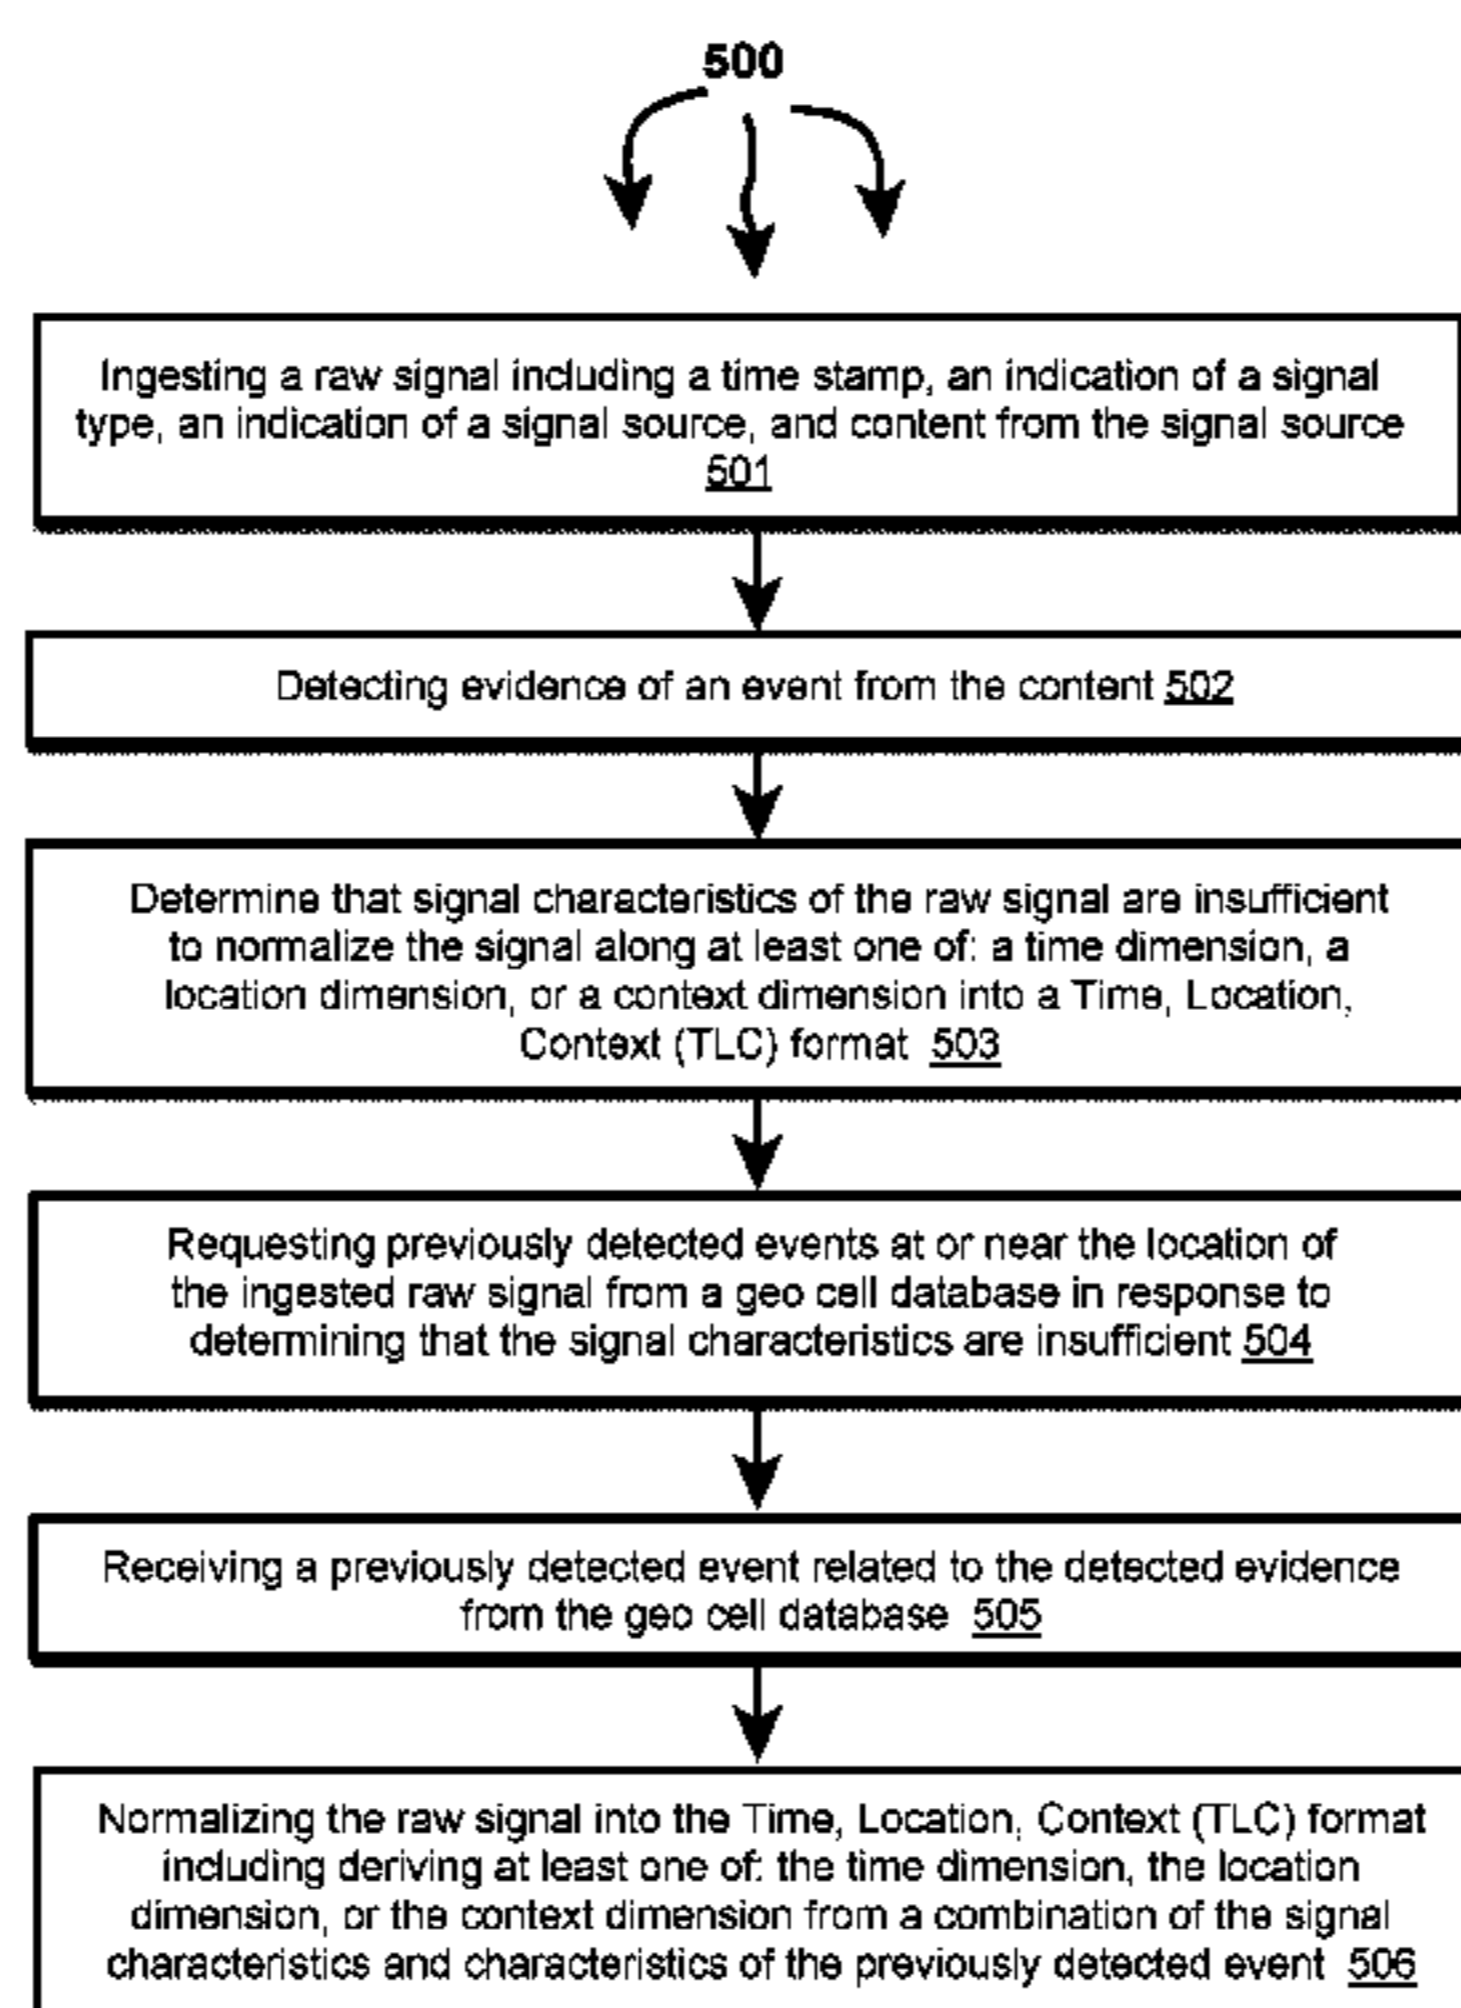 500
Ingesting a raw signal including a time stamp, an indication of a signal
type, an indication of a signal source, and content from the signal source
501
Detecting evidence of an event from the content 502
Determine that signal characteristics of the raw signal are insufficient
to normalize the signal along at least one of: a time dimension, a
location dimension, or a context dimension into a Time, Location,
Context (TLC) format 503
Requesting previously detected events at or near the location of
the ingested raw signal from a geo cell database in response to
determining that the signal characteristics are insufficient 504
Receiving a previously detected event related to the detected evidence
from the geo cell database 505
Normalizing the raw signal into the Time, Location, Context (TLC) format
including deriving at least one of: the time dimension, the location
dimension, or the context dimension from a combination of the signal
characteristics and characteristics of the previously detected event 506